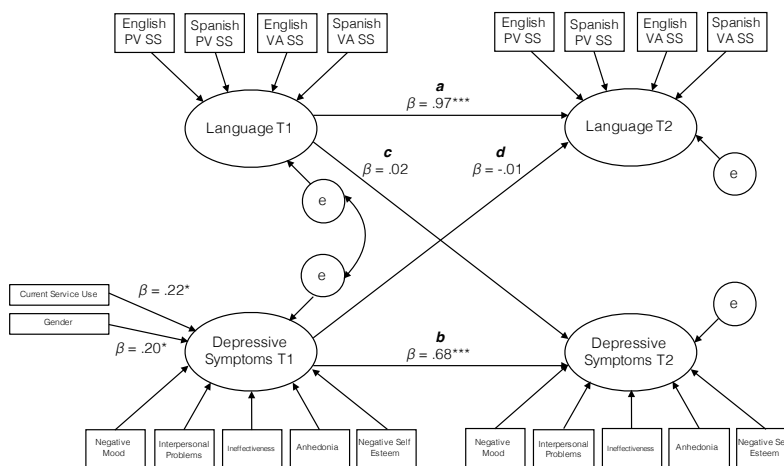 English
PV SS
Spanish
PV SS
English
VA SS
Spanish
VA SS
English
PV SS
Spanish
PV SS
English
VA SS
Spanish
VA SS
Language T1
a
β = .97***
Language T2
c
β = .02
d
β = -.01
e
e
e
e
Current Service Use
β = .22*
Gender
β = .20*
Depressive
Symptoms T1
b
β = .68***
Depressive
Symptoms T2
Negative
Mood
Interpersonal
Problems
Ineffectiveness
Anhedonia
Negative Self
Esteem
Negative
Mood
Interpersonal
Problems
Ineffectiveness
Anhedonia
Negative Se
Esteem